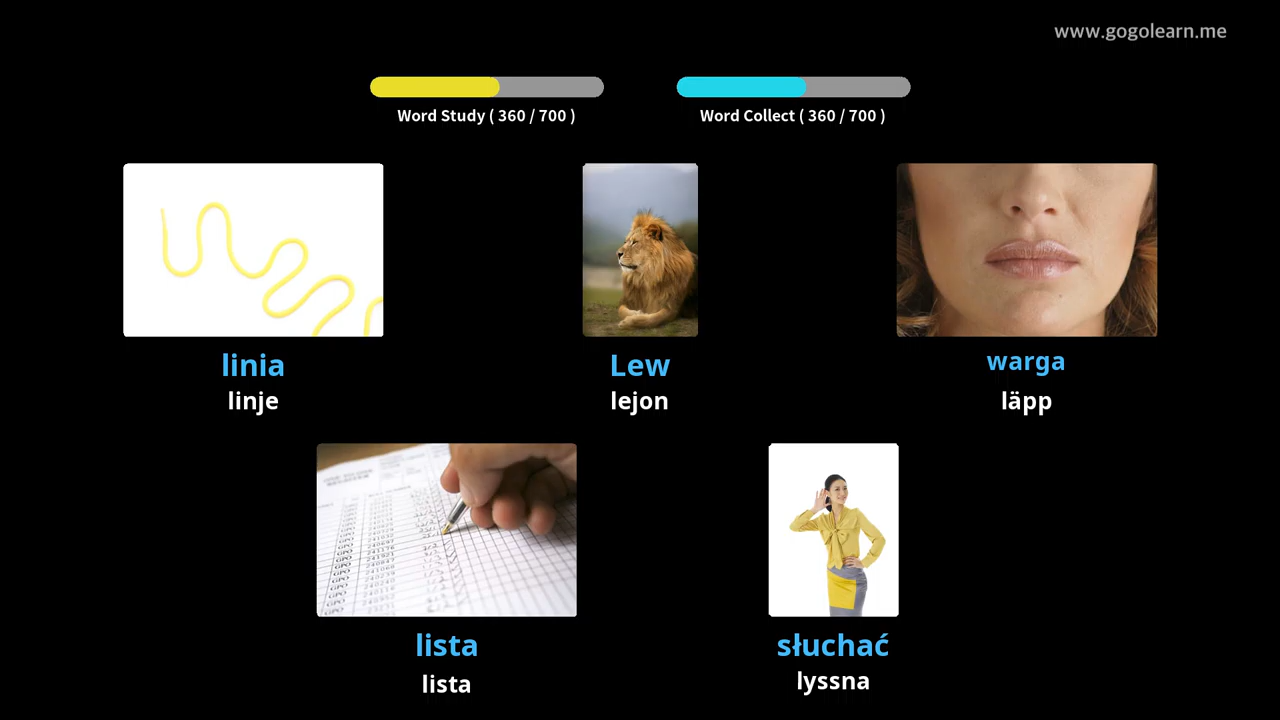 www.gogolearn.me
Word Study ( 360 / 700 )
Word Collect ( 360 / 700 )
linia
linje
Lew
lejon
warga
läpp
lista
lista
słuchać
lyssna